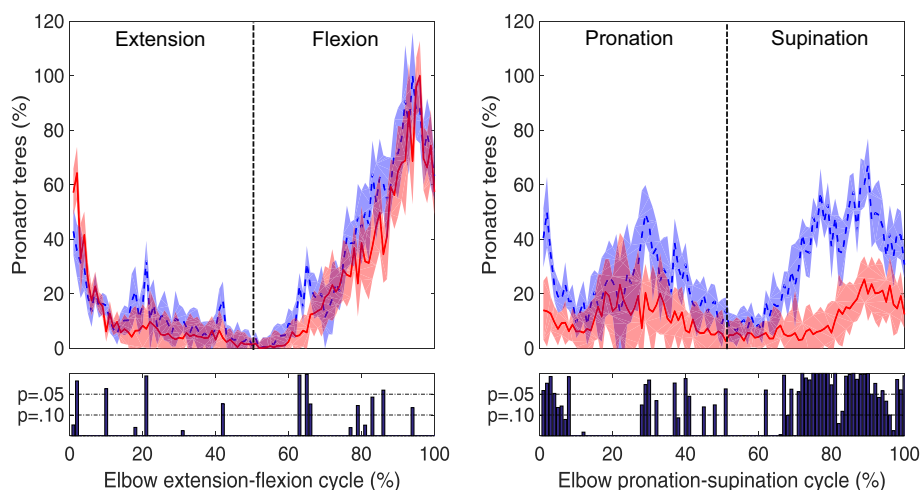 120
100
80
60
40
20
0
Pronator teres (%)
Extension
Flexion
p=.05
p=.10
0 20 40 60 80 100
Elbow extension-flexion cycle (%)
120
100
80
60
40
20
0
Pronator teres (%)
Pronation
Supination
p=.05
p=.10
0 20 40 60 80 100
Elbow pronation-supination cycle (%)